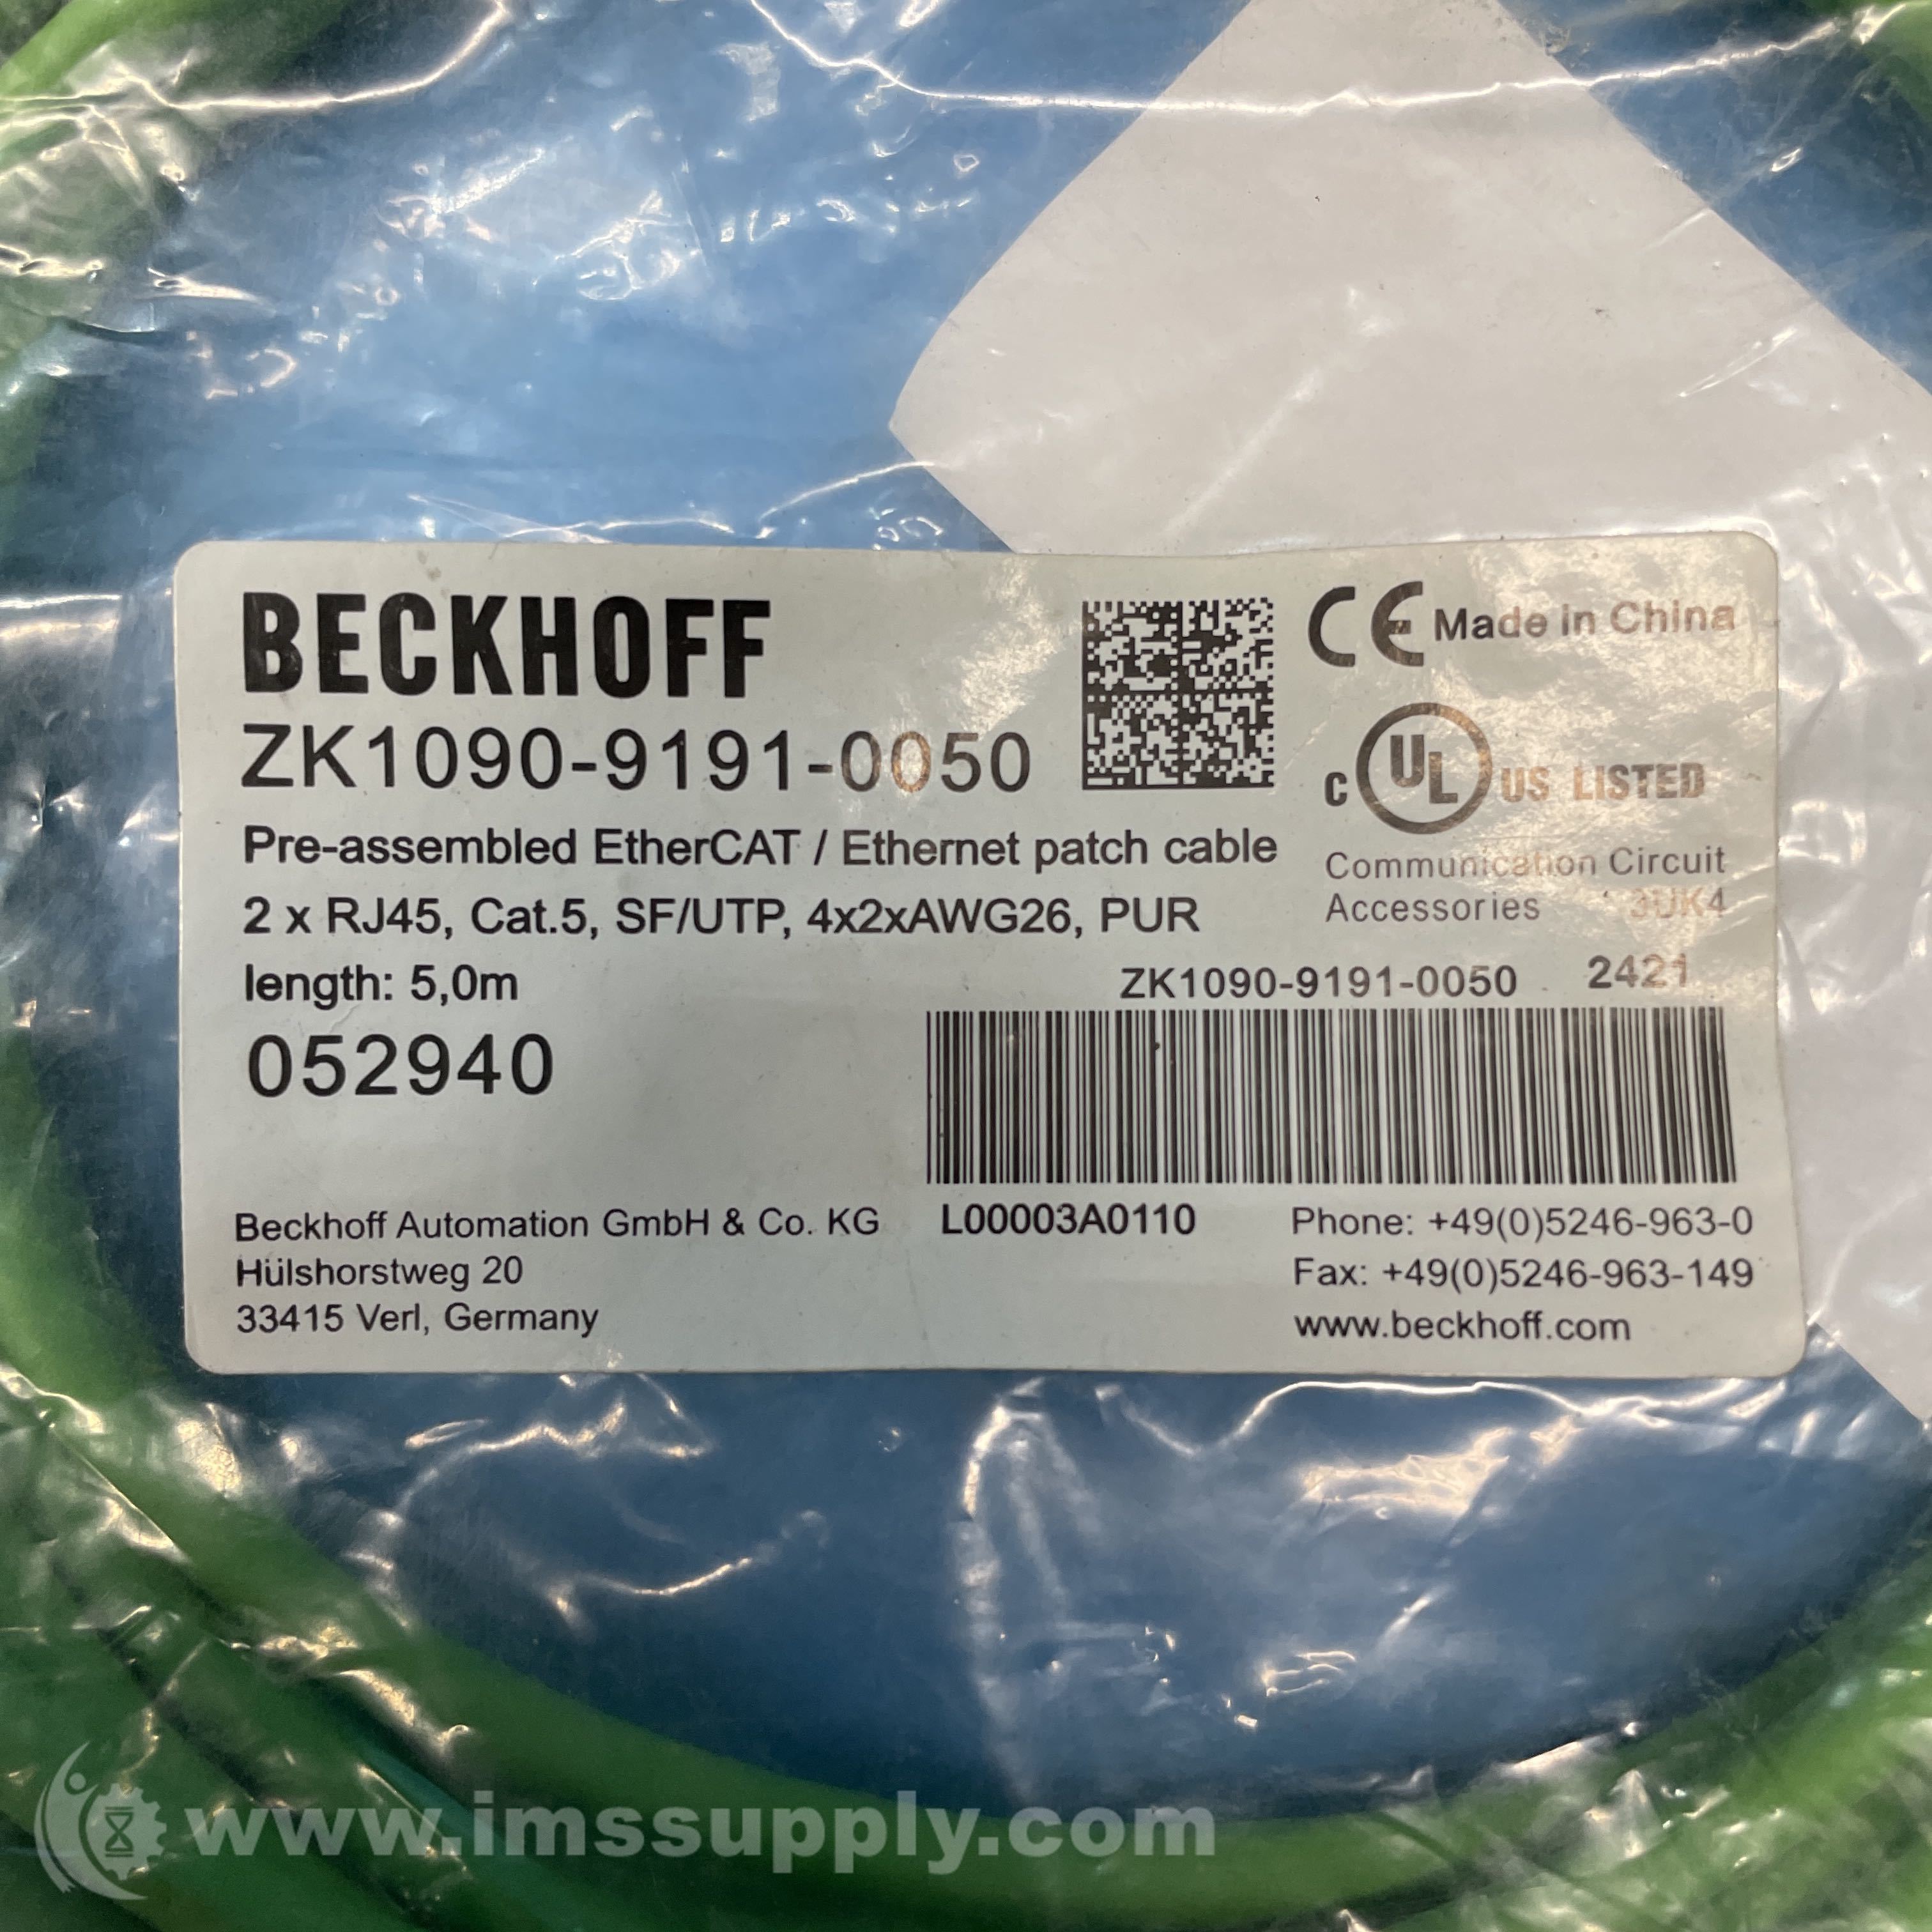 BECKHOFF
ZK1090-9191-0050
Pre-assembled EtherCAT / Ethernet patch cable
2 x RJ45, Cat.5, SF/UTP, 4x2xAWG26, PUR
length: 5,0m
052940
CE Made in China
C UL US LISTED
Communication Circuit
Accessories 3UK4
ZK1090-9191-0050 2421
L00003A0110
Beckhoff Automation GmbH & Co. KG
Hülshorstweg 20
33415 Verl, Germany
Phone: +49(0)5246-963-0
Fax: +49(0)5246-963-149
www.beckhoff.com
www.imssupply.com